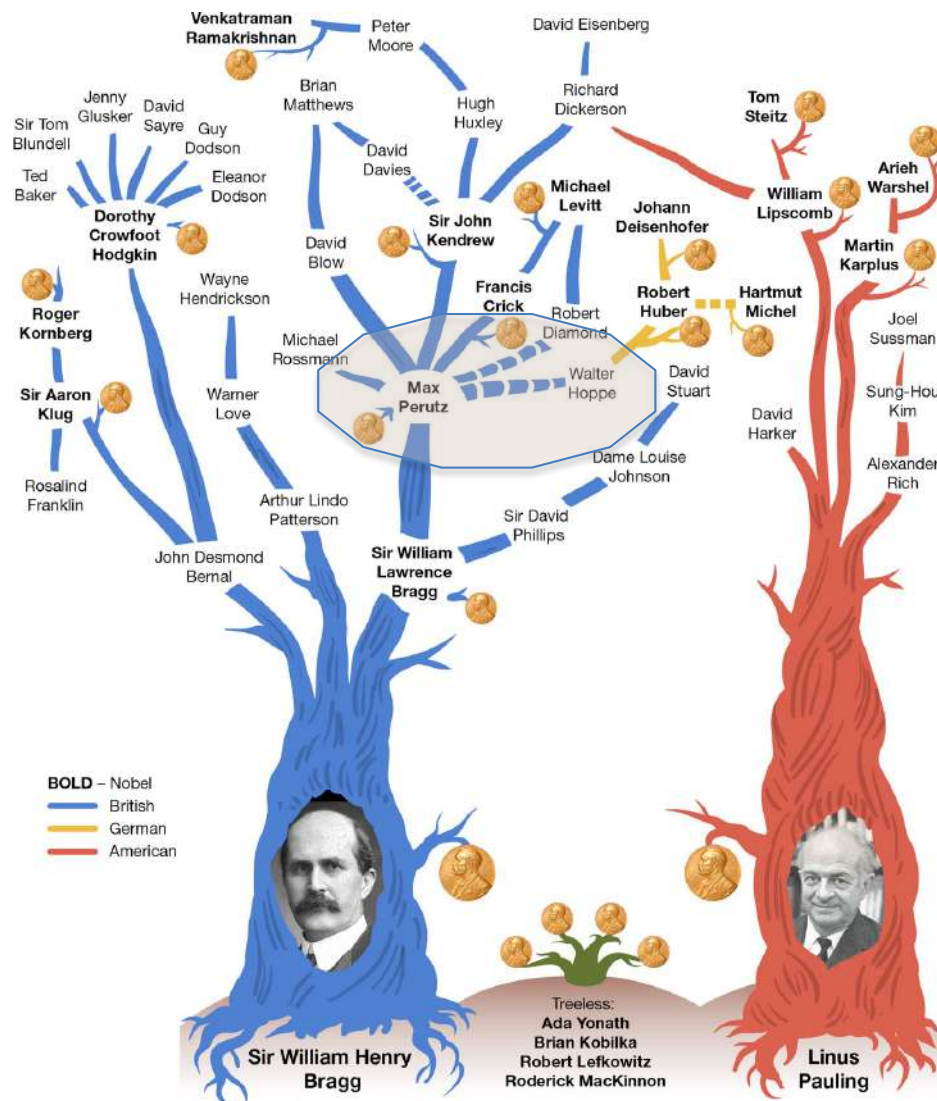 Venkatraman
Ramakrishnan
Peter
Moore
David Eisenberg
Brian
Matthews
Richard
Dickerson
Tom
Steitz
Jenny
Glusker
David
Sayre
Sir Tom
Blundell
Guy
Dodson
Hugh
Huxley
Ted
Baker
Eleanor
Dodson
David
Davies
Michael
Levitt
Arieh
Warshel
William
Lipscomb
Dorothy
Crowfoot
Hodgkin
Sir John
Kendrew
Johann
Deisenhofer
David
Blow
Martin
Karplus
Wayne
Hendrickson
Francis
Crick
Robert
Huber
Hartmut
Michel
Roger
Kornberg
Robert
Diamond
Joel
Sussman
Michael
Rossmann
Max
Perutz
Walter
Hoppe
David
Stuart
Sir Aaron
Klug
Warner
Love
Sung-Hou
Kim
David
Harker
Rosalind
Franklin
Dame Louise
Johnson
Alexander
Rich
Arthur Lindo
Patterson
Sir David
Phillips
John Desmond
Bernal
Sir William
Lawrence
Bragg
BOLD – Nobel
British
German
American
Treeless:
Ada Yonath
Brian Kobilka
Robert Lefkowitz
Roderick MacKinnon
Sir William Henry
Bragg
Linus
Pauling